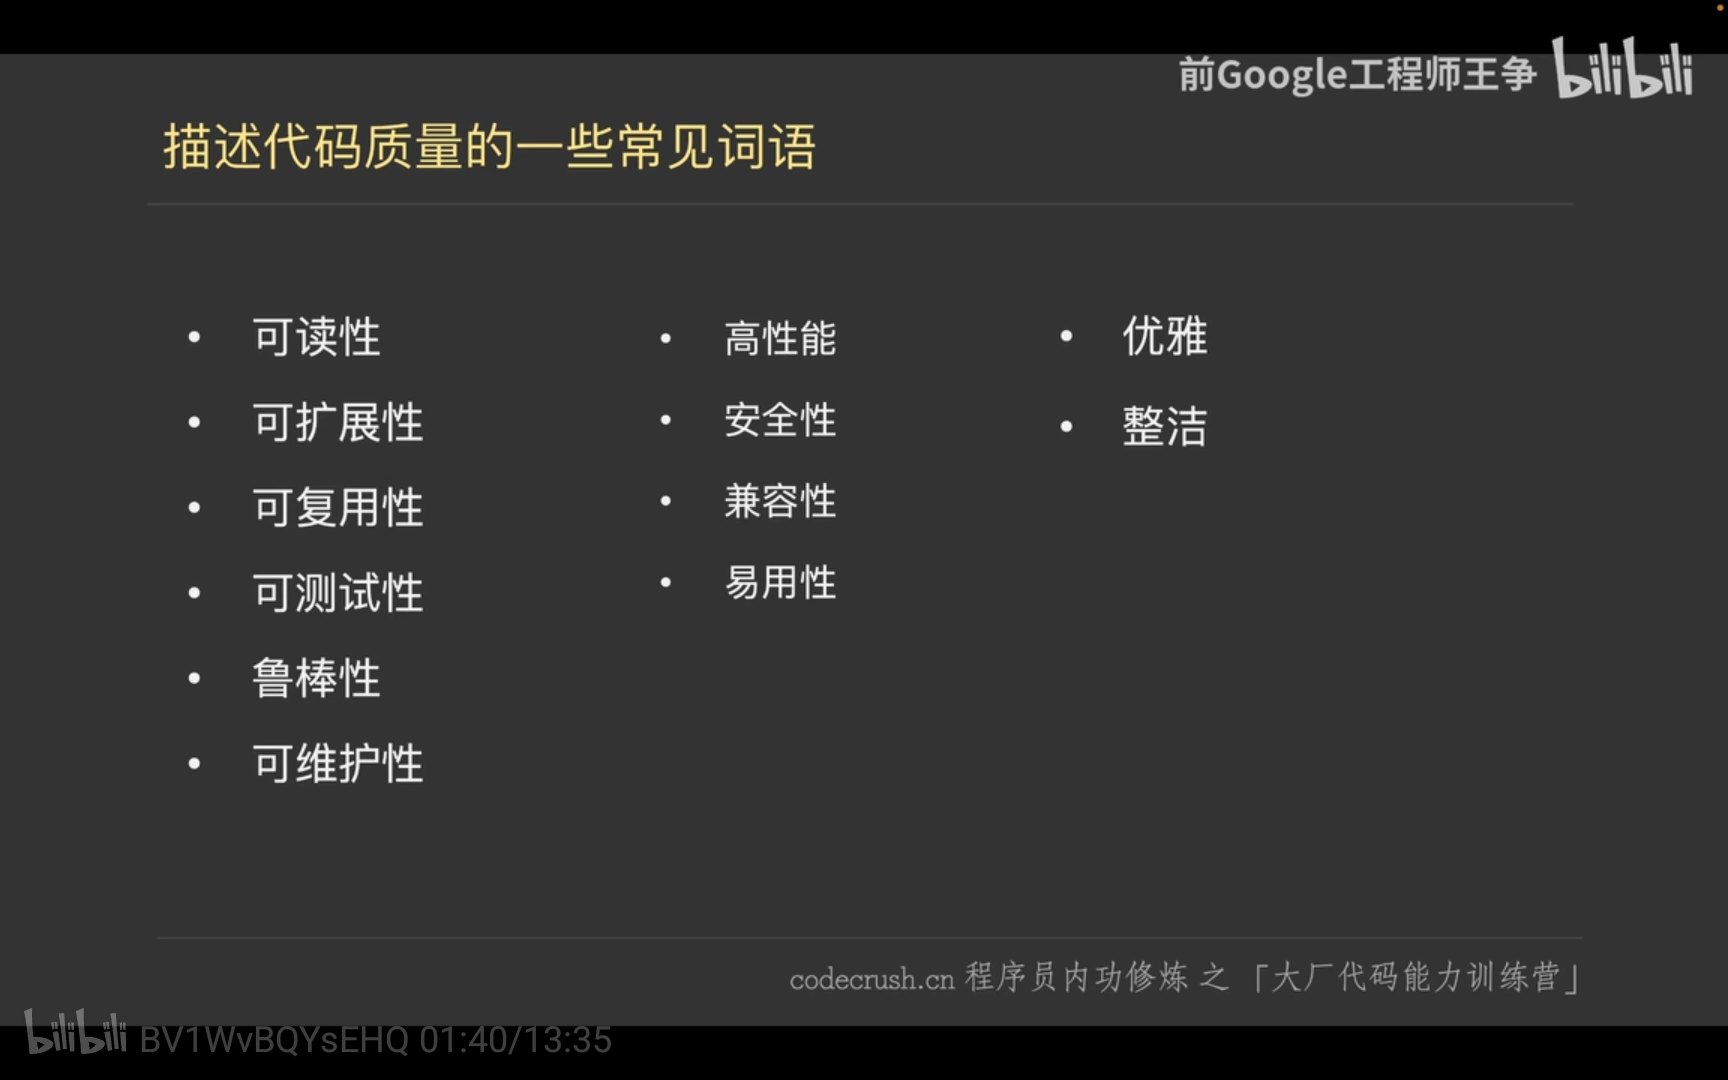 前Google工程师王争 bilibili
描述代码质量的一些常见词语
• 可读性
• 可扩展性
• 可复用性
• 可测试性
• 鲁棒性
• 可维护性
• 高性能
• 安全性
• 兼容性
• 易用性
• 优雅
• 整洁
codecrush.cn 程序员内功修炼 之 「大厂代码能力训练营」
bilibili BV1WvBQYsEHQ 01:40/13:35